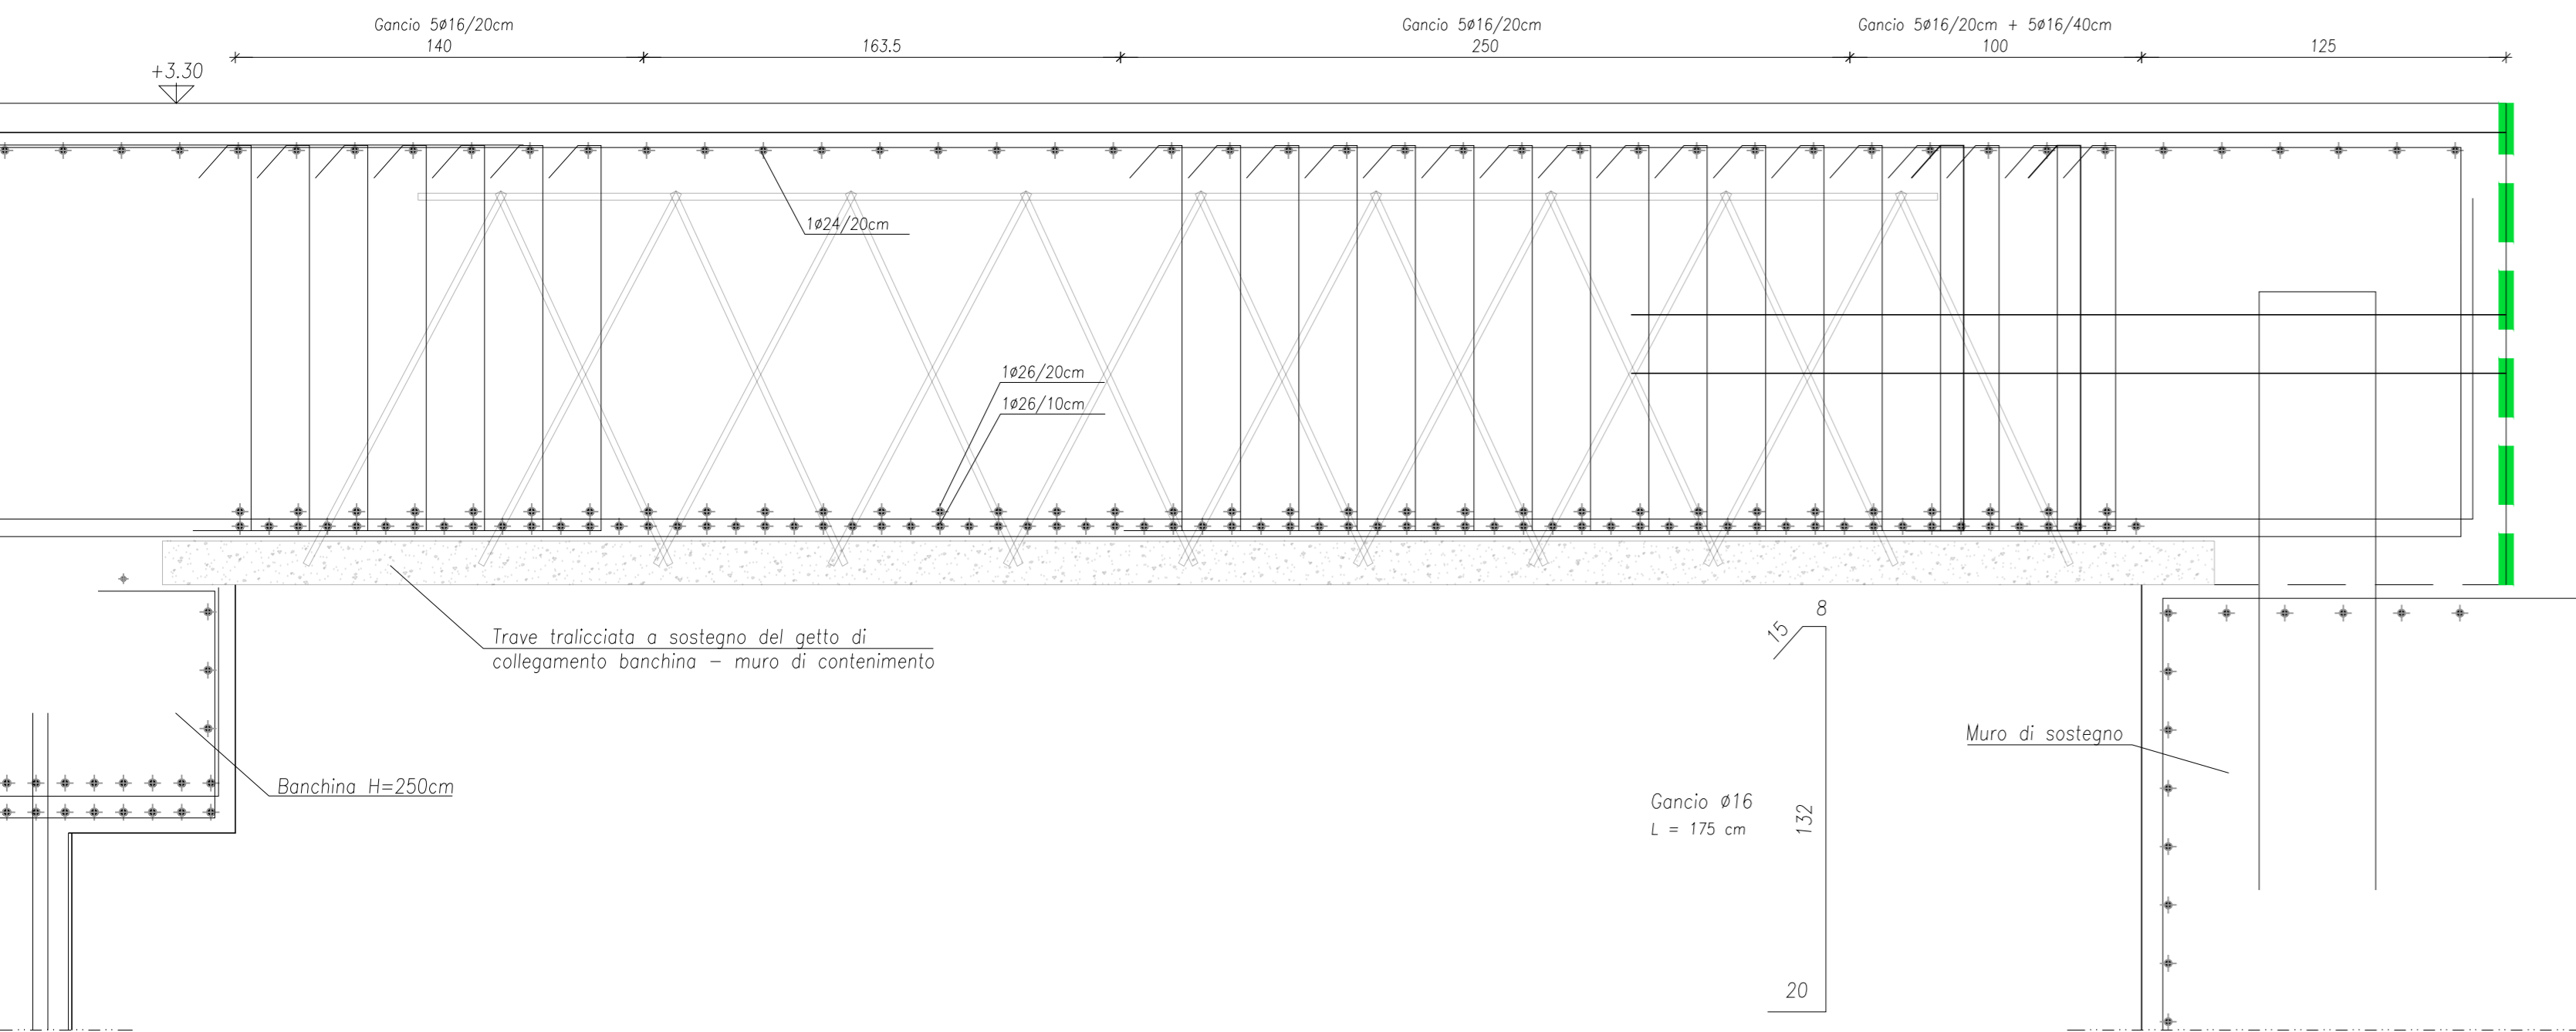 Gancio 5ø16/20cm
140
163.5
Gancio 5ø16/20cm
250
Gancio 5ø16/20cm + 5ø16/40cm
100
125
+3.30
1ø24/20cm
1ø26/20cm
1ø26/10cm
Trave tralicciata a sostegno del getto di
collegamento banchina – muro di contenimento
Banchina H=250cm
8
15
Gancio ø16
L = 175 cm
132
20
Muro di sostegno